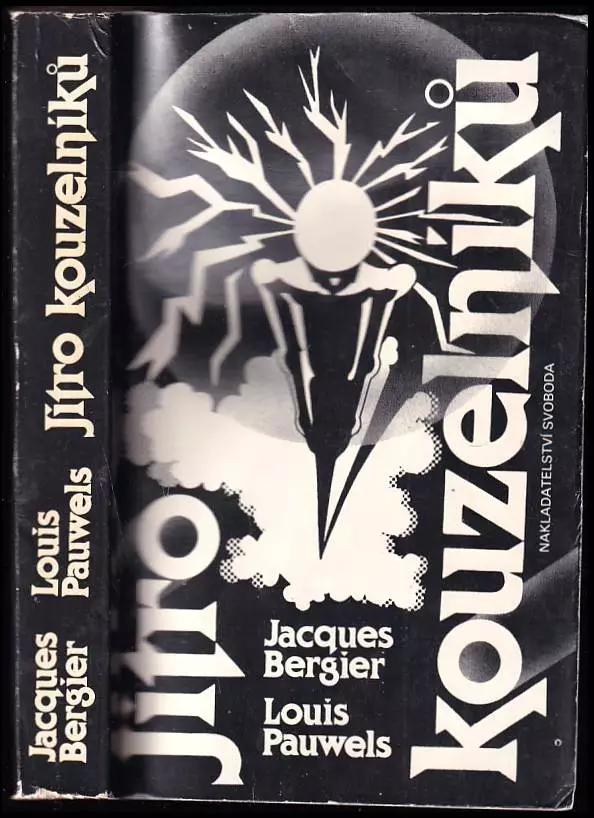 Jacques
Bergier
Louis
Pauwels
Jitro kouzelníků
Jitro
kouzelníků
Jacques
Bergier
Louis
Pauwels
NAKLADATELSTVÍ SVOBODA